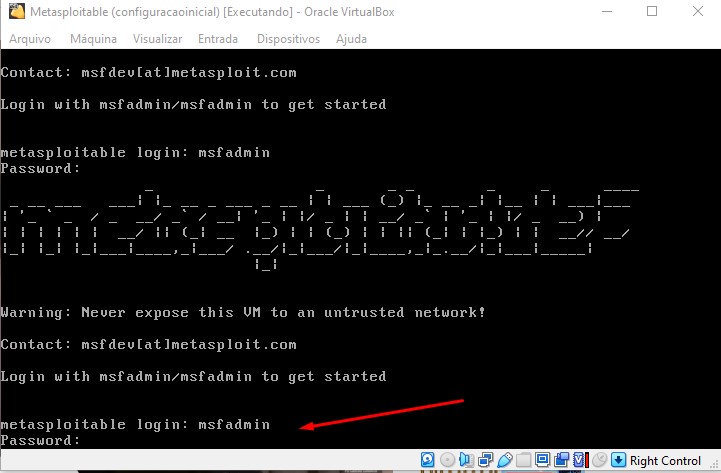 Metasploitable (configuracaoinicial) [Executando] - Oracle VirtualBox
Arquivo Máquina Visualizar Entrada Dispositivos Ajuda
Contact: msfdev[at]metasploit.com
Login with msfadmin/msfadmin to get started
metasploitable login: msfadmin
Password:
metasploitable2
Warning: Never expose this VM to an untrusted network!
Contact: msfdev[at]metasploit.com
Login with msfadmin/msfadmin to get started
metasploitable login: msfadmin
Password:
Right Control